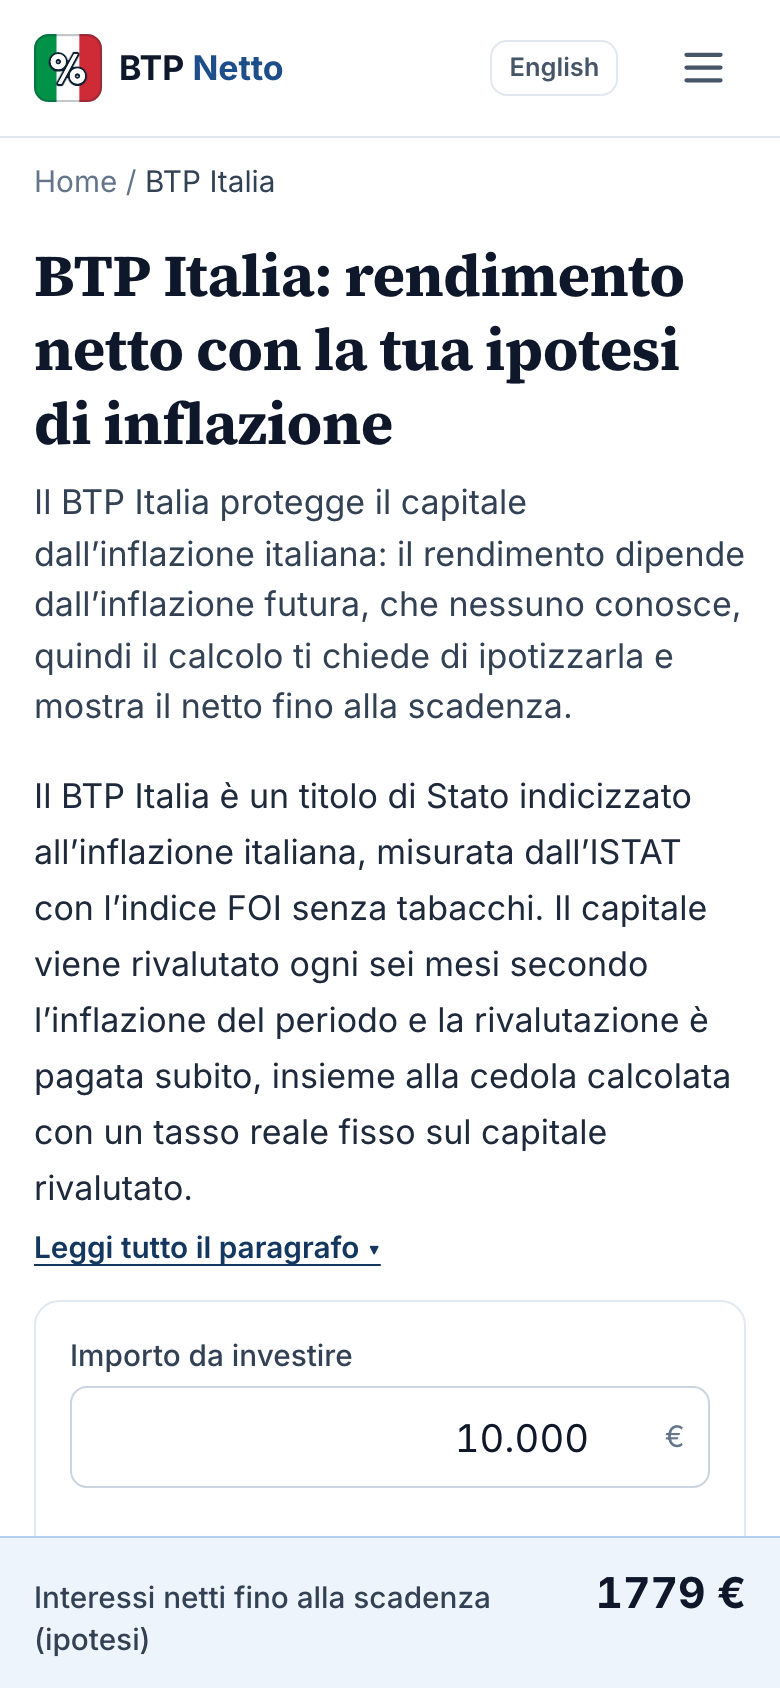 %
BTP Netto
English
Home / BTP Italia
BTP Italia: rendimento
netto con la tua ipotesi
di inflazione
Il BTP Italia protegge il capitale
dall’inflazione italiana: il rendimento dipende
dall’inflazione futura, che nessuno conosce,
quindi il calcolo ti chiede di ipotizzarla e
mostra il netto fino alla scadenza.
Il BTP Italia è un titolo di Stato indicizzato
all’inflazione italiana, misurata dall’ISTAT
con l’indice FOI senza tabacchi. Il capitale
viene rivalutato ogni sei mesi secondo
l’inflazione del periodo e la rivalutazione è
pagata subito, insieme alla cedola calcolata
con un tasso reale fisso sul capitale
rivalutato.
Leggi tutto il paragrafo ▾
Importo da investire
10.000 €
Interessi netti fino alla scadenza
(ipotesi)
1779 €